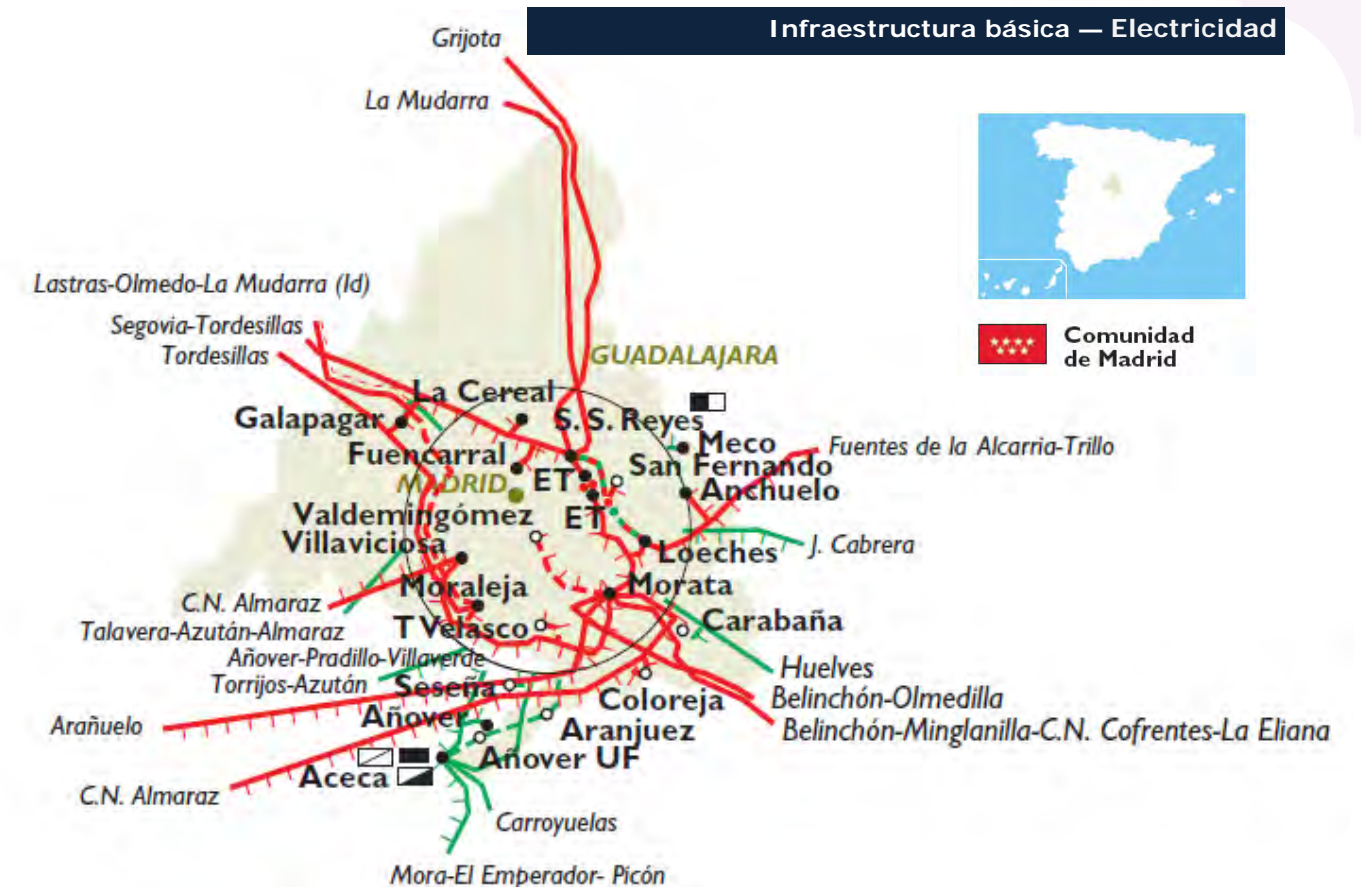 Infraestructura básica — Electricidad
Grijota
La Mudarra
Lastras-Olmedo-La Mudarra (Id)
Segovia-Tordesillas
Tordesillas
Comunidad
de Madrid
GUADALAJARA
La Cereal
Galapagar
S. S. Reyes
Meco
Fuentes de la Alcarria-Trillo
Fuencarral
San Fernando
MADRID
ET
Anchuelo
Valdemingómez
ET
Villaviciosa
Loeches
J. Cabrera
Moraleja
Morata
C.N. Almaraz
T Velasco
Carabaña
Talavera-Azután-Almaraz
Añover-Pradillo-Villaverde
Huelves
Torrijos-Azután
Seseña
Coloreja
Belinchón-Olmedilla
Arañuelo
Añover
Aranjuez
Belinchón-Minglanilla-C.N. Cofrentes-La Eliana
Añover UF
Aceca
C.N. Almaraz
Carroyuelas
Mora-El Emperador- Picón